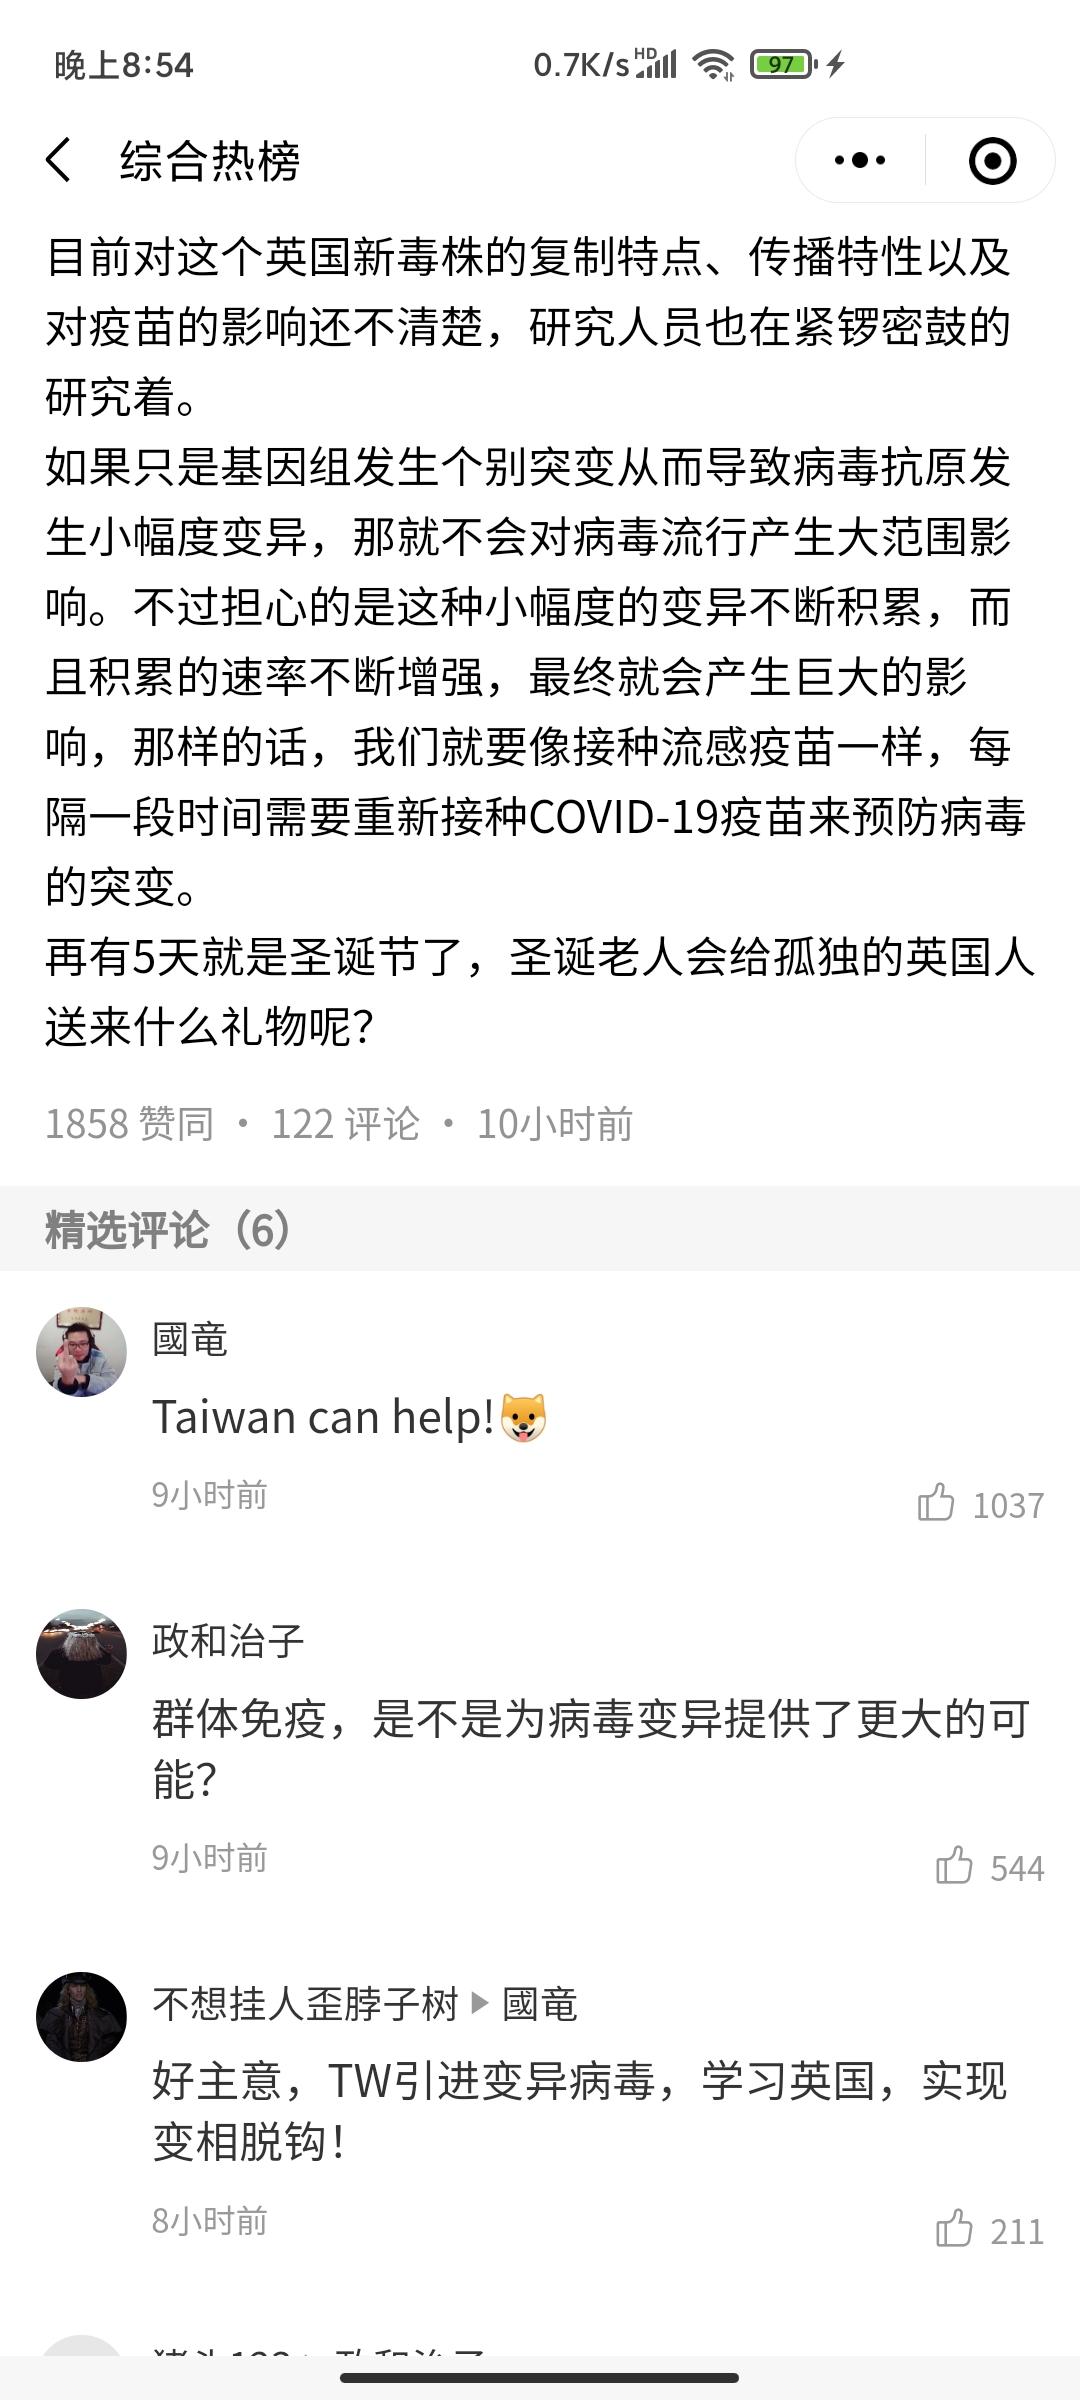 晚上8:54
0.7K/s HD 97
综合热榜
目前对这个英国新毒株的复制特点、传播特性以及
对疫苗的影响还不清楚，研究人员也在紧锣密鼓的
研究着。
如果只是基因组发生个别突变从而导致病毒抗原发
生小幅度变异，那就不会对病毒流行产生大范围影
响。不过担心的是这种小幅度的变异不断积累，而
且积累的速率不断增强，最终就会产生巨大的影
响，那样的话，我们就要像接种流感疫苗一样，每
隔一段时间需要重新接种COVID-19疫苗来预防病毒
的突变。
再有5天就是圣诞节了，圣诞老人会给孤独的英国人
送来什么礼物呢？
1858 赞同 · 122 评论 · 10小时前
精选评论（6）
國竜
Taiwan can help!
9小时前
1037
政和治子
群体免疫，是不是为病毒变异提供了更大的可
能？
9小时前
544
不想挂人歪脖子树 ▶ 國竜
好主意，TW引进变异病毒，学习英国，实现
变相脱钩！
8小时前
211